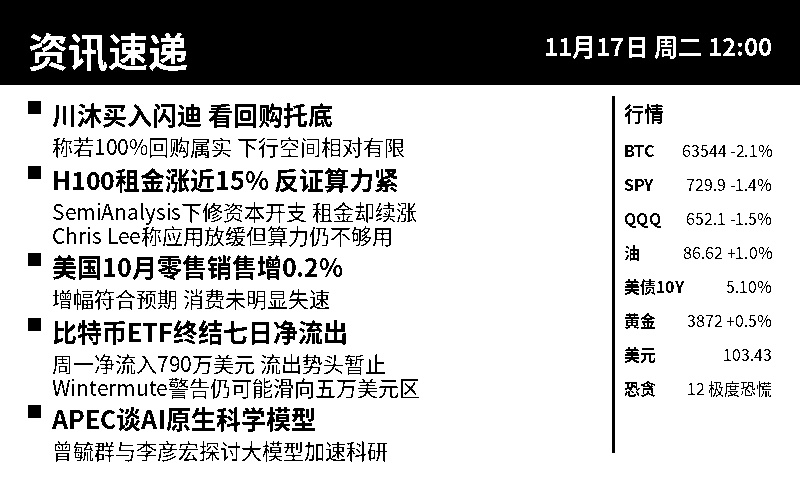 资讯速递
11月17日 周二 12:00
川沐买入闪迪 看回购托底
称若100%回购属实 下行空间相对有限
H100租金涨近15% 反证算力紧
SemiAnalysis下修资本开支 租金却续涨
Chris Lee称应用放缓但算力仍不够用
美国10月零售销售增0.2%
增幅符合预期 消费未明显失速
比特币ETF终结七日净流出
周一净流入790万美元 流出势头暂止
Wintermute警告仍可能滑向五万美元区
APEC谈AI原生科学模型
曾毓群与李彦宏探讨大模型加速科研
行情
BTC 63544 -2.1%
SPY 729.9 -1.4%
QQQ 652.1 -1.5%
油 86.62 +1.0%
美债10Y 5.10%
黄金 3872 +0.5%
美元 103.43
恐贪 12 极度恐慌